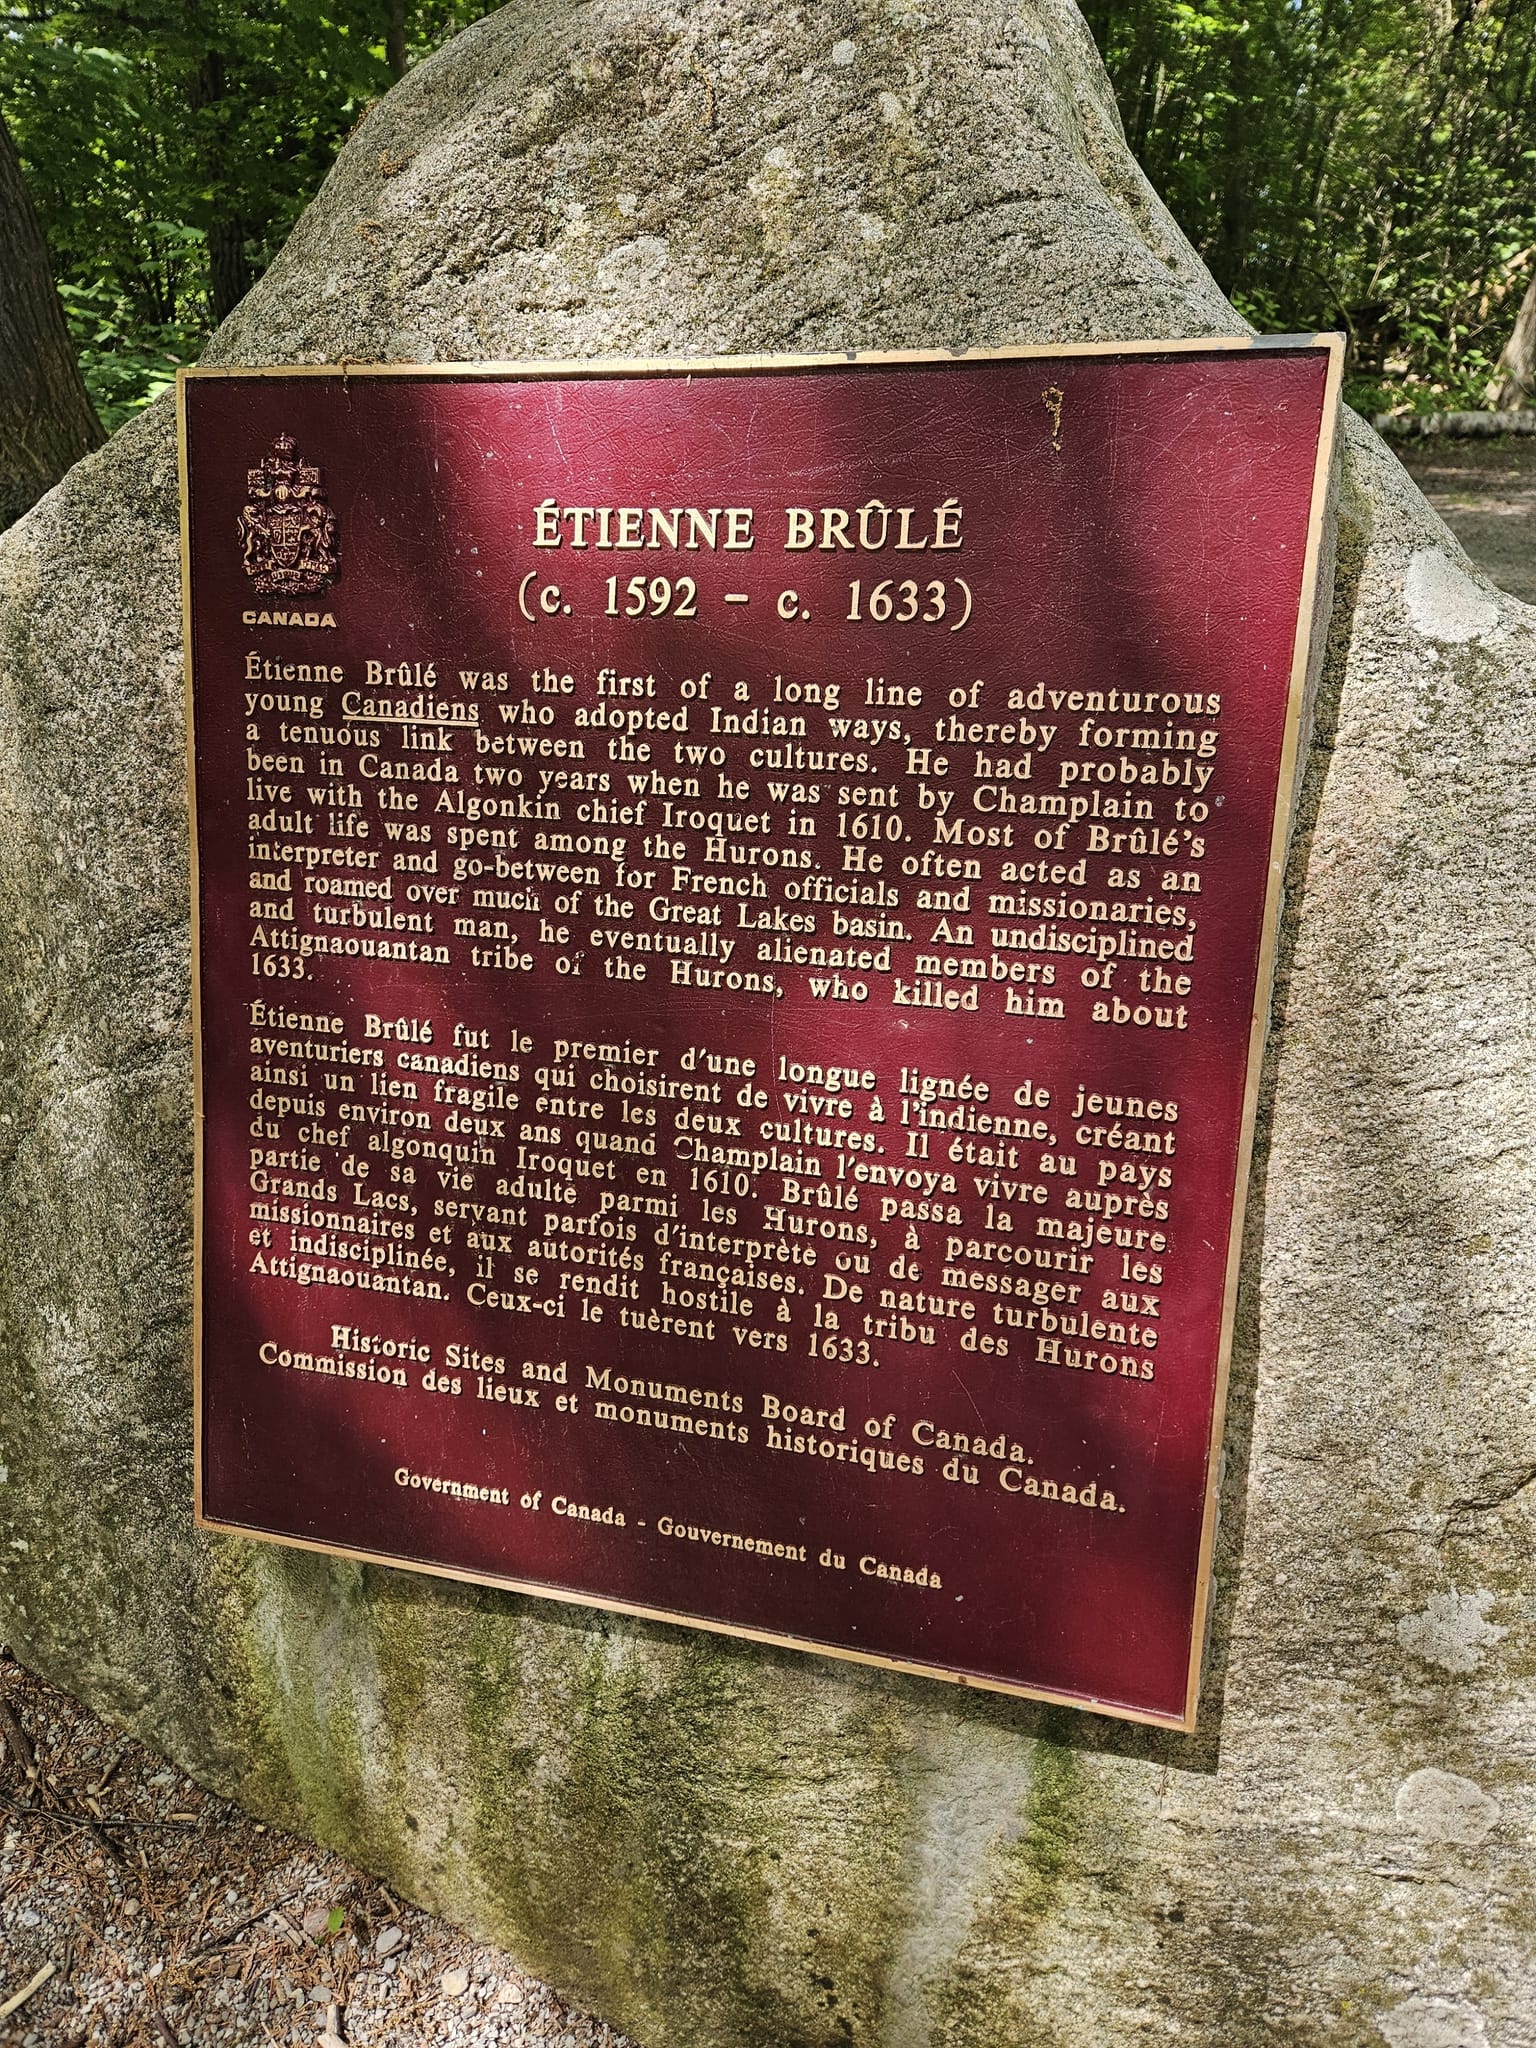 CANADA
ÉTIENNE BRÛLÉ
(c. 1592 – c. 1633)
Étienne Brûlé was the first of a long line of adventurous
young Canadiens who adopted Indian ways, thereby forming
a tenuous link between the two cultures. He had probably
been in Canada two years when he was sent by Champlain to
live with the Algonkin chief Iroquet in 1610. Most of Brûlé's
adult life was spent among the Hurons. He often acted as an
interpreter and go-between for French officials and missionaries,
and roamed over much of the Great Lakes basin. An undisciplined
and turbulent man, he eventually alienated members of the
Attignaouantan tribe of the Hurons, who killed him about
1633.
Étienne Brûlé fut le premier d'une longue lignée de jeunes
aventuriers canadiens qui choisirent de vivre à l'indienne, créant
ainsi un lien fragile entre les deux cultures. Il était au pays
depuis environ deux ans quand Champlain l'envoya vivre auprès
du chef algonquin Iroquet en 1610. Brûlé passa la majeure
partie de sa vie adulte parmi les Hurons, à parcourir les
Grands Lacs, servant parfois d'interprète ou de messager aux
missionnaires et aux autorités françaises. De nature turbulente
et indisciplinée, il se rendit hostile à la tribu des Hurons
Attignaouantan. Ceux-ci le tuèrent vers 1633.
Historic Sites and Monuments Board of Canada.
Commission des lieux et monuments historiques du Canada.
Government of Canada - Gouvernement du Canada